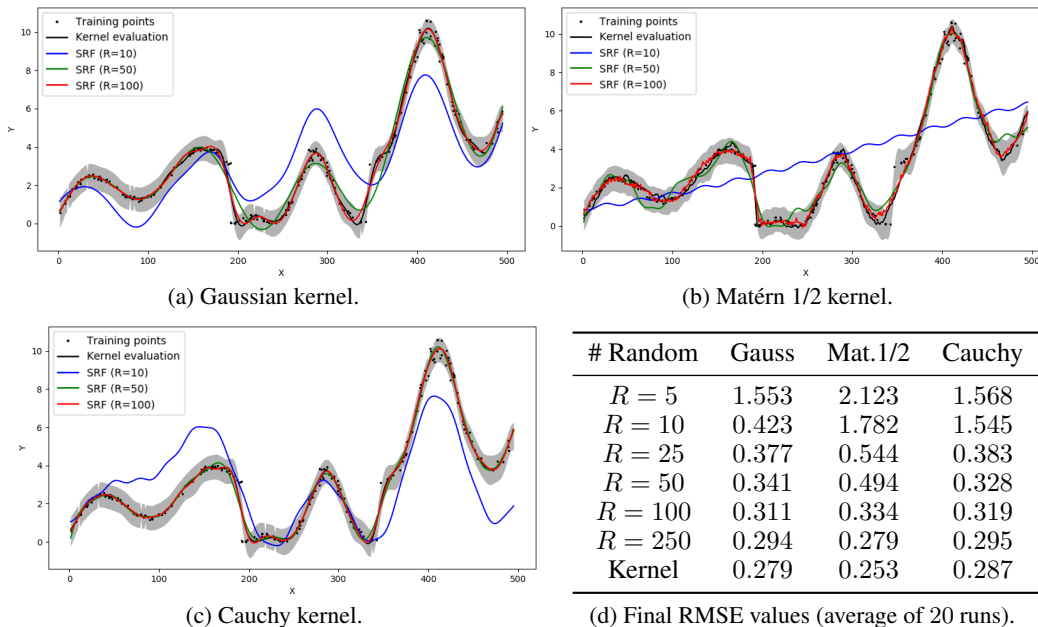 Training points
Kernel evaluation
SRF (R=10)
SRF (R=50)
SRF (R=100)
10
8
6
4
2
0
Y
0 100 200 300 400 500
X
(a) Gaussian kernel.
Training points
Kernel evaluation
SRF (R=10)
SRF (R=50)
SRF (R=100)
10
8
6
4
2
0
Y
0 100 200 300 400 500
X
(b) Matérn 1/2 kernel.
Training points
Kernel evaluation
SRF (R=10)
SRF (R=50)
SRF (R=100)
10
8
6
4
2
0
Y
0 100 200 300 400 500
X
(c) Cauchy kernel.
# Random Gauss Mat.1/2 Cauchy
R = 5 1.553 2.123 1.568
R = 10 0.423 1.782 1.545
R = 25 0.377 0.544 0.383
R = 50 0.341 0.494 0.328
R = 100 0.311 0.334 0.319
R = 250 0.294 0.279 0.295
Kernel 0.279 0.253 0.287
(d) Final RMSE values (average of 20 runs).